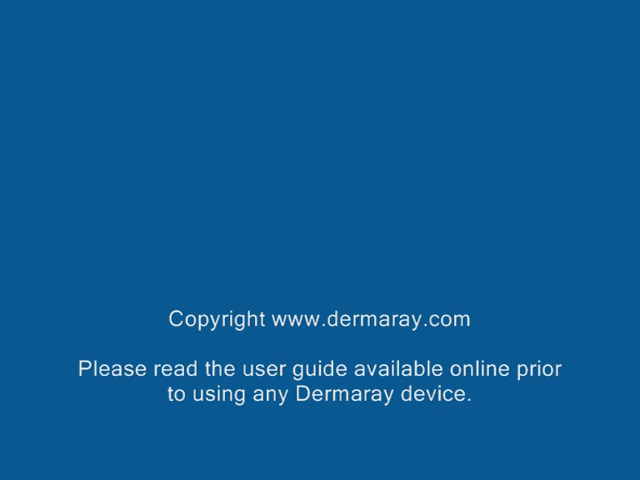 Copyright www.dermaray.com
Please read the user guide available online prior
to using any Dermaray device.